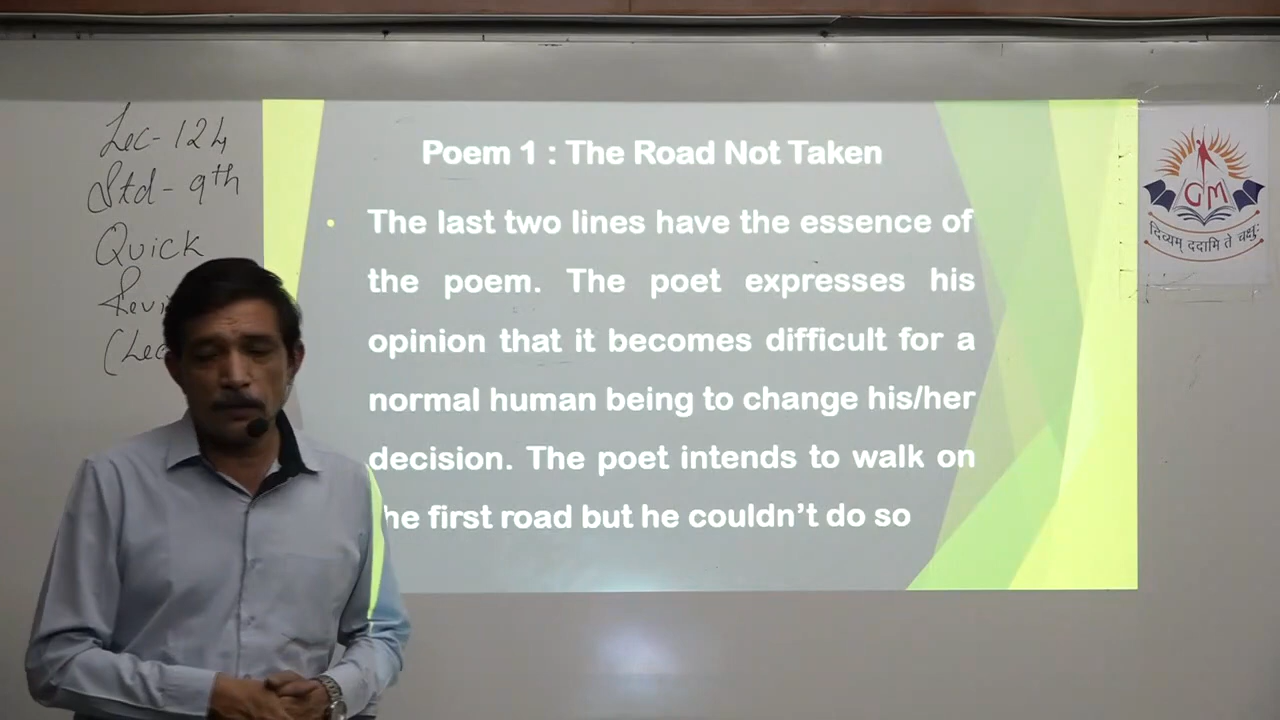 Lec-124
Std-9th
Quick
Revi
(Lec
Poem 1 : The Road Not Taken
• The last two lines have the essence of
the poem. The poet expresses his
opinion that it becomes difficult for a
normal human being to change his/her
decision. The poet intends to walk on
he first road but he couldn't do so
GM
दिव्यम् ददामि ते चक्षुः